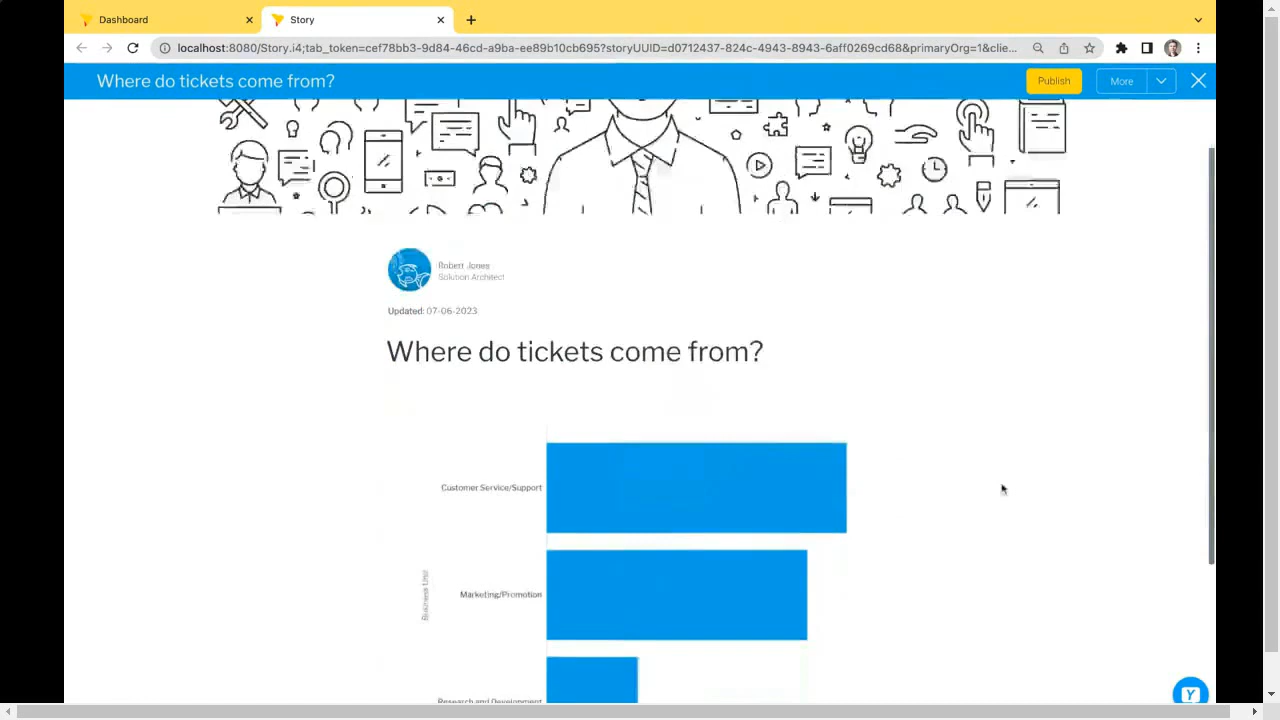 Dashboard
Story
localhost:8080/Story.i4;tab_token=cef78bb3-9d84-46cd-a9ba-ee89b10cb695?storyUUID=d0712437-824c-4943-8943-6aff0269cd68&primaryOrg=1&clie...
Where do tickets come from?
Publish
More
Robert Jones
Solution Architect
Updated: 07-06-2023
Where do tickets come from?
Customer Service/Support
Business Unit
Marketing/Promotion
Research and Development
Y